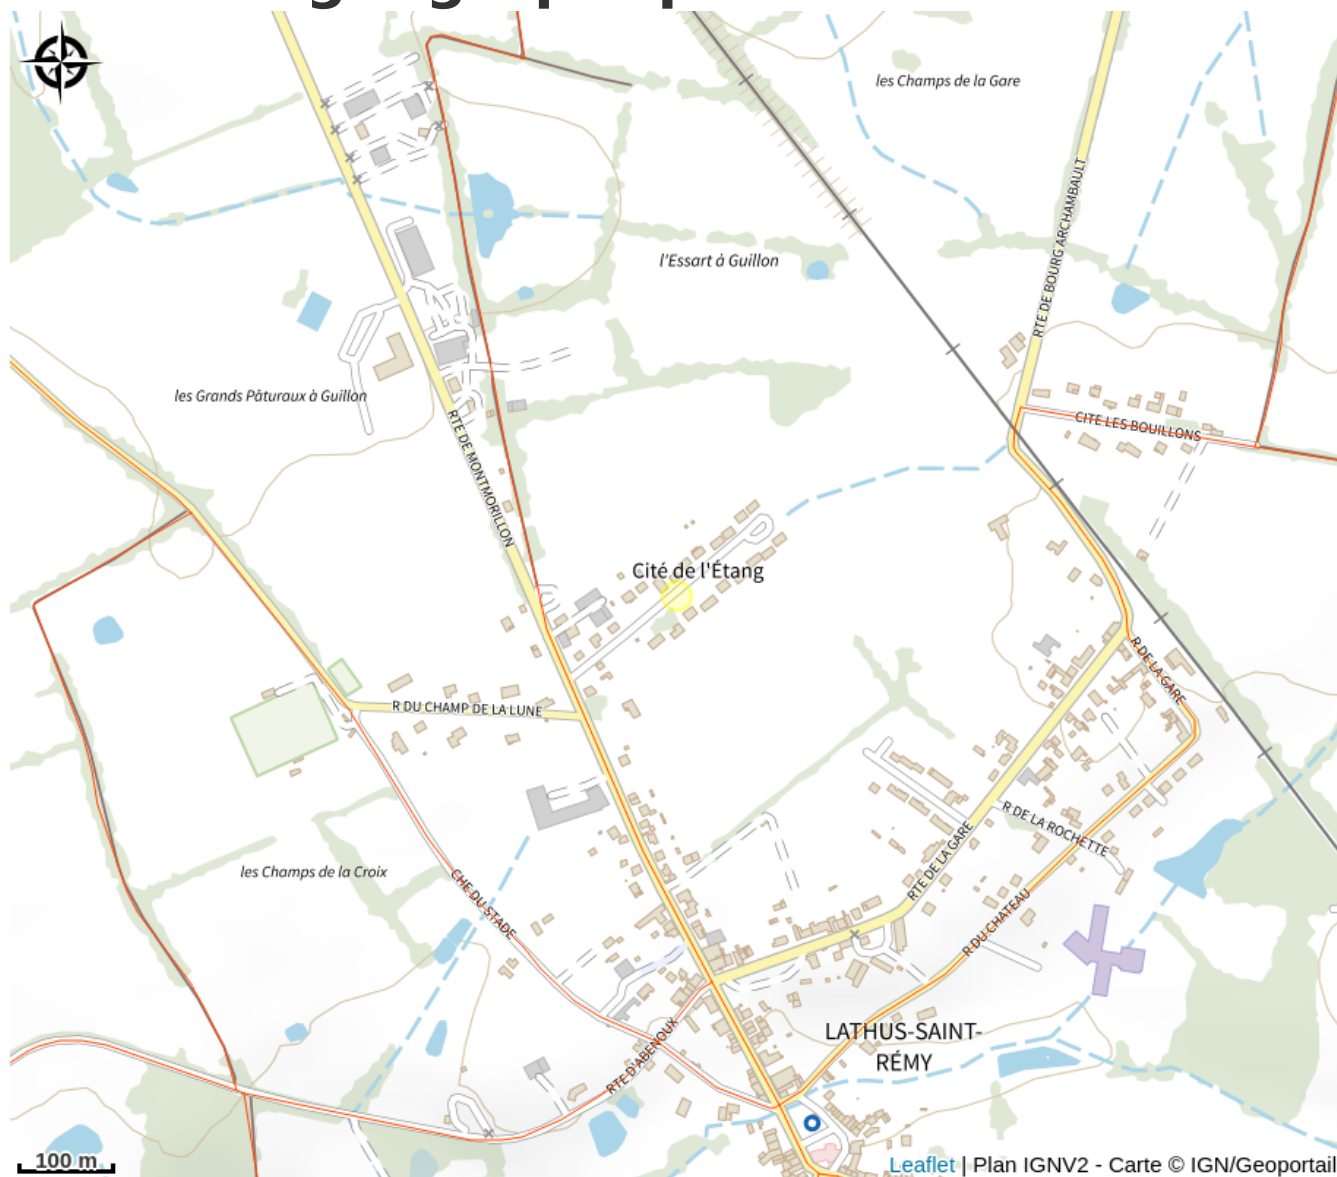 les Champs de la Gare
RTE DE BOURG ARCHAMBAULT
l'Essart à Guillon
les Grands Pâturaux à Guillon
RTE DE MONTMORILLON
CITE LES BOUILLONS
Cité de l'Étang
R DE LA GARE
R DU CHAMP DE LA LUNE
R DE LA ROCHETTE
les Champs de la Croix
CHE DU STADE
RTE DE LA GARE
R DU CHATEAU
LATHUS-SAINT-
RÉMY
RTE D'ABENOUX
100 m
Leaflet | Plan IGNV2 - Carte © IGN/Geoportail